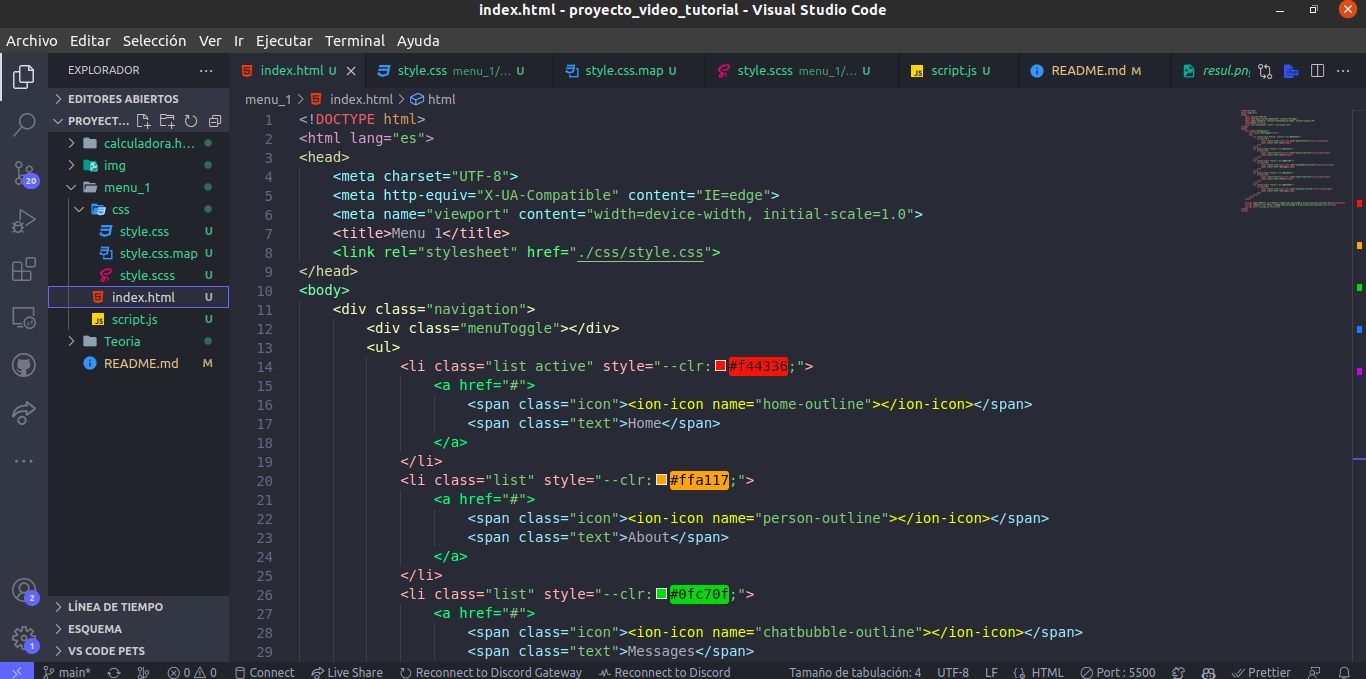 index.html - proyecto_video_tutorial - Visual Studio Code
Archivo Editar Selección Ver Ir Ejecutar Terminal Ayuda
EXPLORADOR ···
index.html U
style.css menu_1/... U
style.css.map U
style.scss menu_1/... U
script.js U
README.md M
resul.pn
menu_1 > index.html > html
EDITORES ABIERTOS
PROYECT...
calculadora.h...
img
menu_1
css
style.css U
style.css.map U
style.scss U
index.html U
script.js U
Teoria
README.md M
LÍNEA DE TIEMPO
ESQUEMA
VS CODE PETS
20
2
1
1 <!DOCTYPE html>
2 <html lang="es">
3 <head>
4 <meta charset="UTF-8">
5 <meta http-equiv="X-UA-Compatible" content="IE=edge">
6 <meta name="viewport" content="width=device-width, initial-scale=1.0">
7 <title>Menu 1</title>
8 <link rel="stylesheet" href="./css/style.css">
9 </head>
10 <body>
11 <div class="navigation">
12 <div class="menuToggle"></div>
13 <ul>
14 <li class="list active" style="--clr:#f44336;">
15 <a href="#">
16 <span class="icon"><ion-icon name="home-outline"></ion-icon></span>
17 <span class="text">Home</span>
18 </a>
19 </li>
20 <li class="list" style="--clr:#ffa117;">
21 <a href="#">
22 <span class="icon"><ion-icon name="person-outline"></ion-icon></span>
23 <span class="text">About</span>
24 </a>
25 </li>
26 <li class="list" style="--clr:#0fc70f;">
27 <a href="#">
28 <span class="icon"><ion-icon name="chatbubble-outline"></ion-icon></span>
29 <span class="text">Messages</span>
main* 0 0 Connect Live Share Reconnect to Discord Gateway Reconnect to Discord Tamaño de tabulación: 4 UTF-8 LF HTML Port : 5500 Prettier